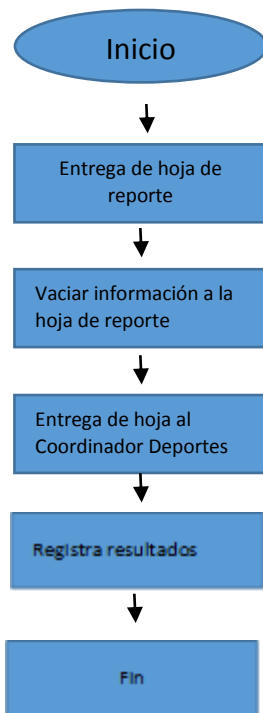 Inicio
Entrega de hoja de
reporte
Vaciar información a la
hoja de reporte
Entrega de hoja al
Coordinador Deportes
Registra resultados
Fin